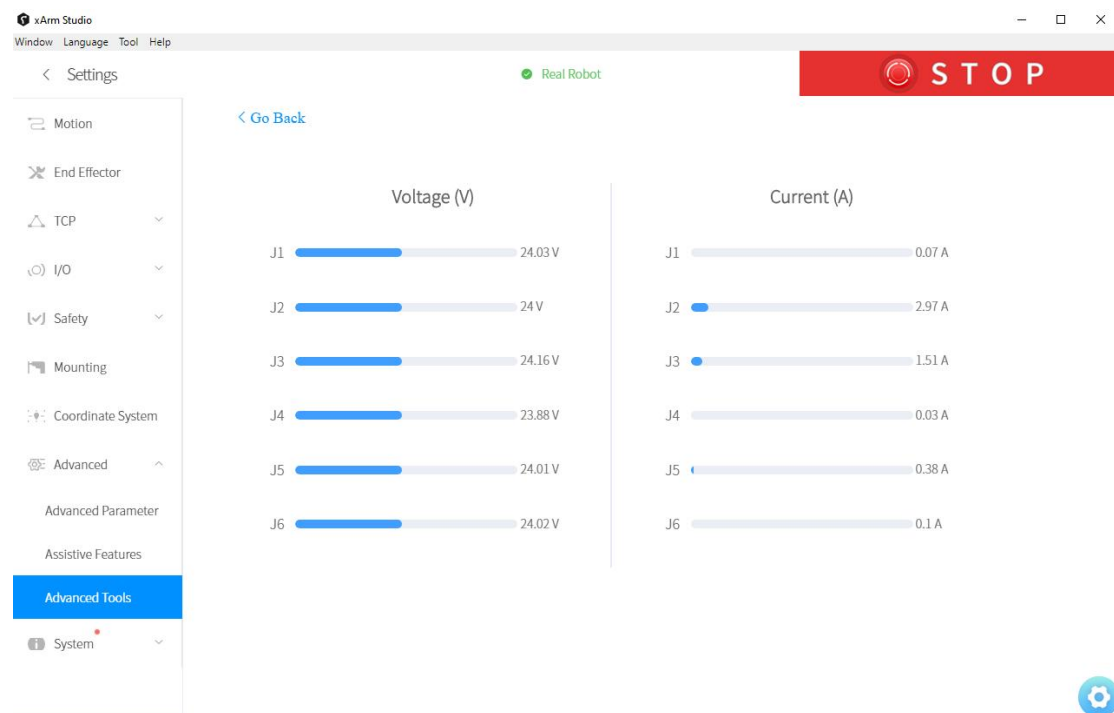 xArm Studio
Window Language Tool Help
Settings
Real Robot
STOP
Motion
End Effector
TCP
I/O
Safety
Mounting
Coordinate System
Advanced
Advanced Parameter
Assistive Features
Advanced Tools
System
Go Back
Voltage (V)
J1 24.03 V
J2 24 V
J3 24.16 V
J4 23.88 V
J5 24.01 V
J6 24.02 V
Current (A)
J1 0.07 A
J2 2.97 A
J3 1.51 A
J4 0.03 A
J5 0.38 A
J6 0.1 A